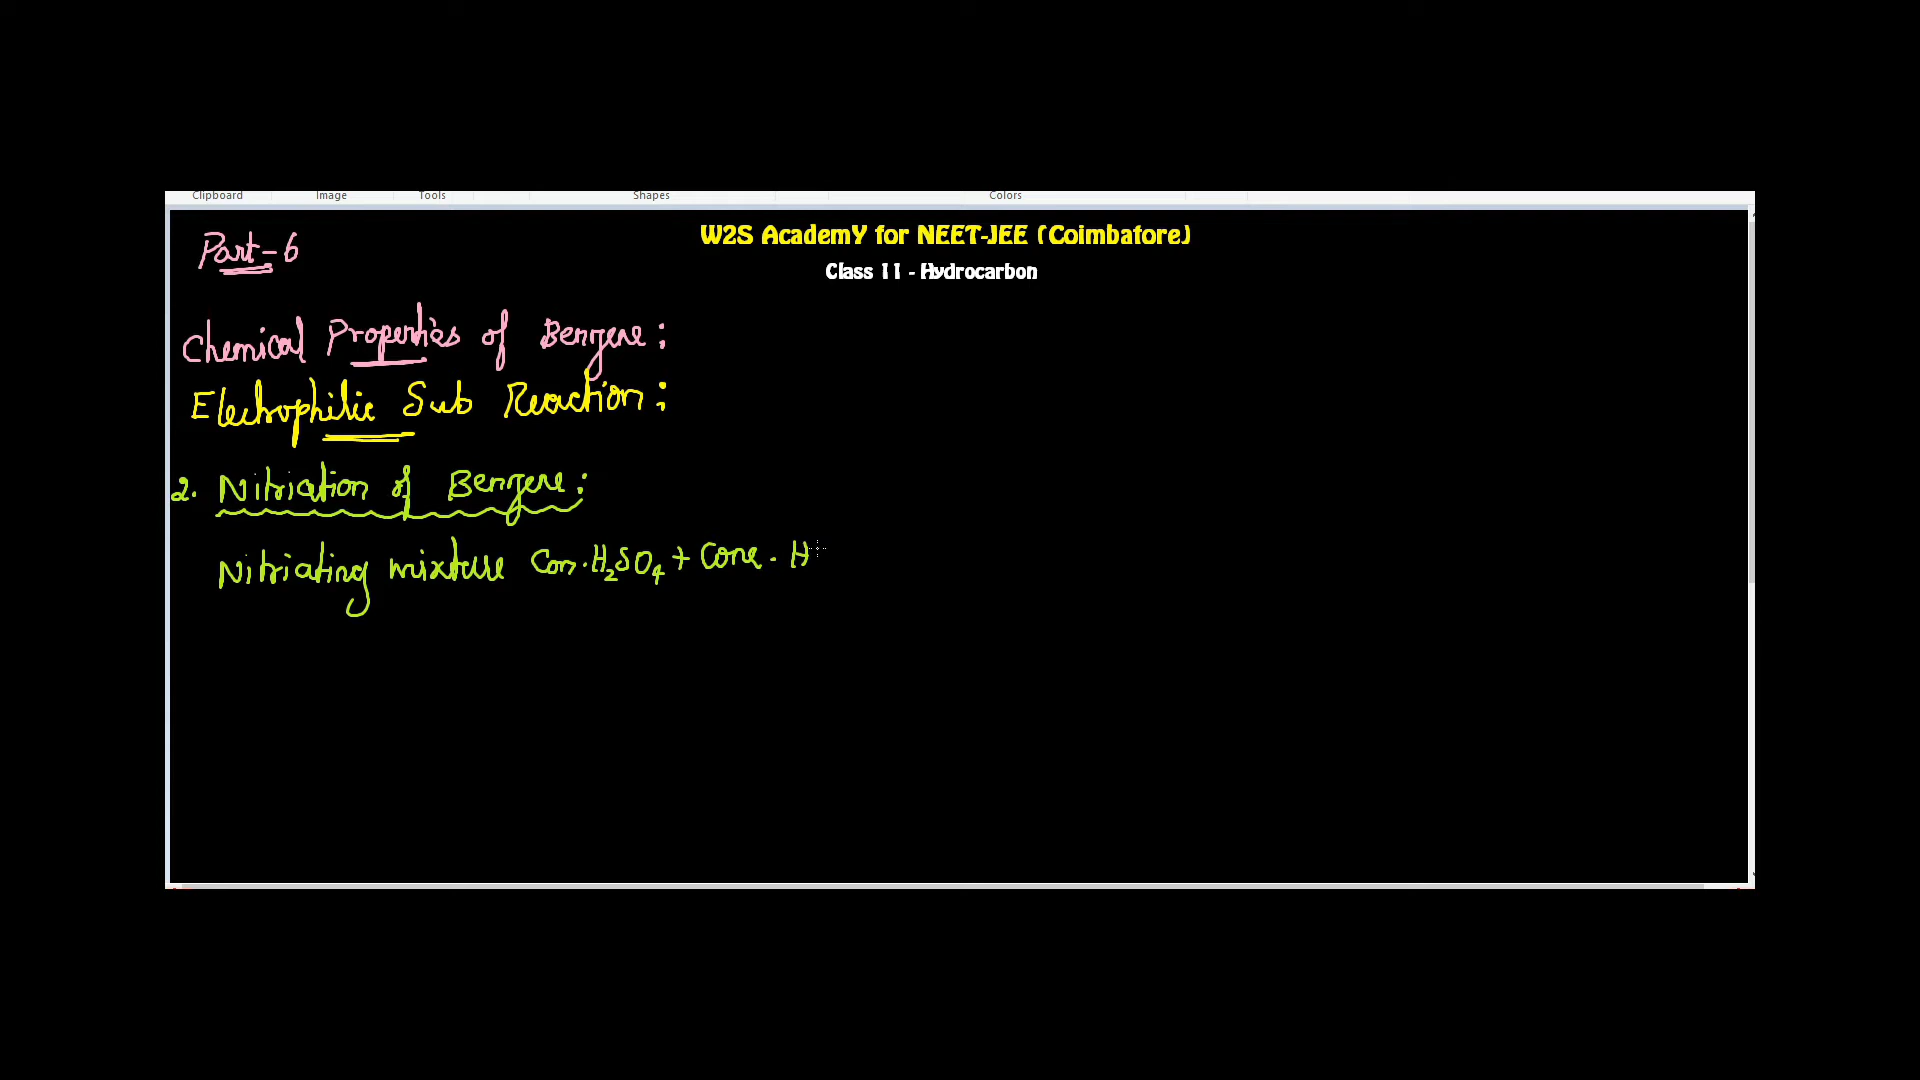 Clipboard Image Tools Shapes Colors
W2S AcademY for NEET-JEE (Coimbatore)
Part-6
Class 11 - Hydrocarbon
Chemical Properties of Benzene:
Electrophilic Sub Reaction:
2. Nitriation of Benzene:
Nitriating mixture Con. H₂SO₄ + Conc. H